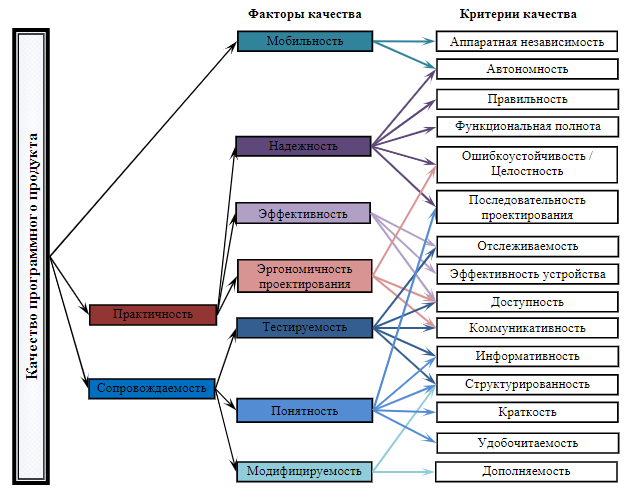 Факторы качества
Критерии качества
Качество программного продукта
Мобильность
Надежность
Эффективность
Эргономичность
проектирования
Практичность
Тестируемость
Сопровождаемость
Понятность
Модифицируемость
Аппаратная независимость
Автономность
Правильность
Функциональная полнота
Ошибкоустойчивость /
Целостность
Последовательность
проектирования
Отслеживаемость
Эффективность устройства
Доступность
Коммуникативность
Информативность
Структурированность
Краткость
Удобочитаемость
Дополняемость